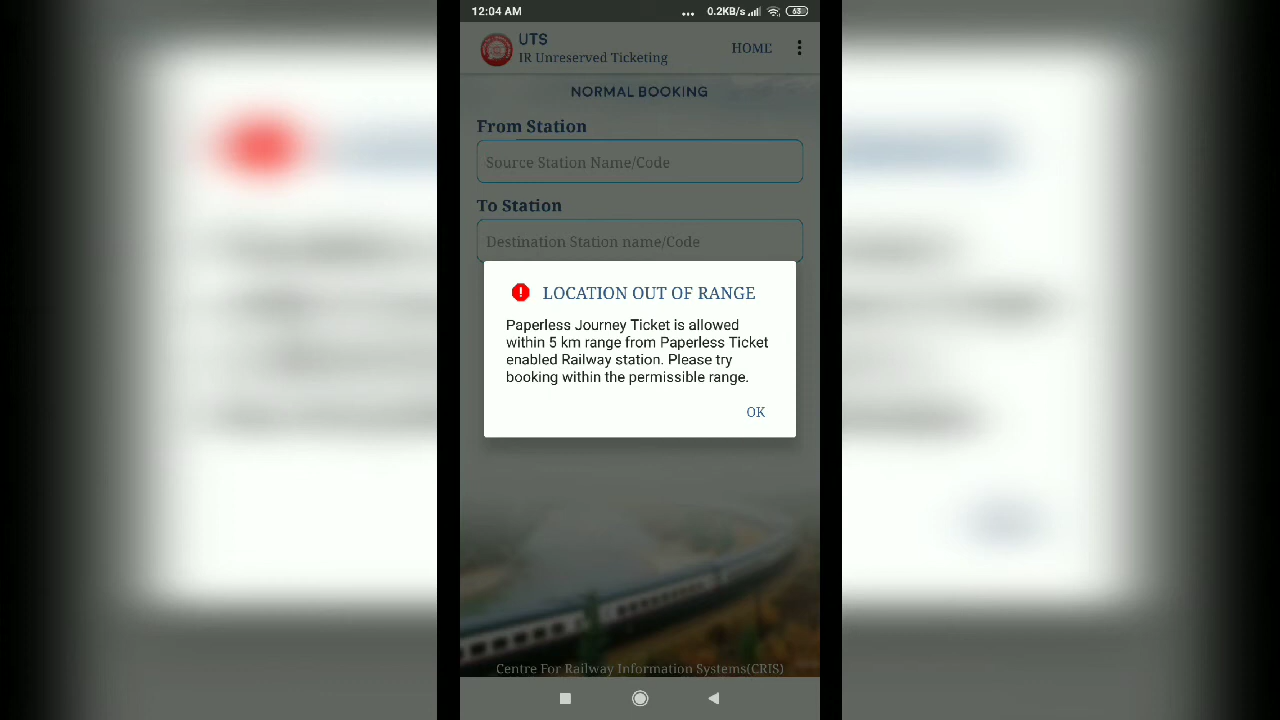 12:04 AM
0.2KB/s
63
UTS
IR Unreserved Ticketing
HOME
NORMAL BOOKING
From Station
Source Station Name/Code
To Station
Destination Station name/Code
LOCATION OUT OF RANGE
Paperless Journey Ticket is allowed
within 5 km range from Paperless Ticket
enabled Railway station. Please try
booking within the permissible range.
OK
Centre For Railway Information Systems(CRIS)